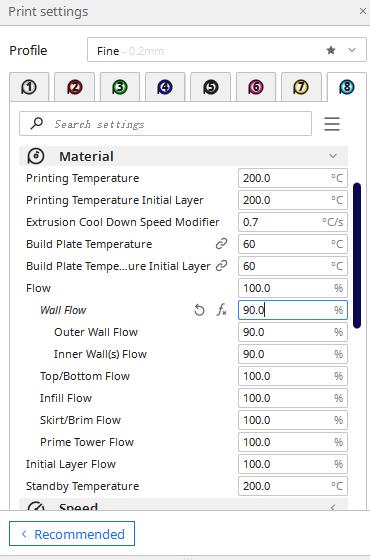 Print settings ×
Profile Fine - 0.2mm ★
1 2 3 4 5 6 7 8
Search settings
Material
Printing Temperature 200.0 °C
Printing Temperature Initial Layer 200.0 °C
Extrusion Cool Down Speed Modifier 0.7 °C/s
Build Plate Temperature 60 °C
Build Plate Tempe...ure Initial Layer 60 °C
Flow 100.0 %
Wall Flow fx 90.0 %
Outer Wall Flow 90.0 %
Inner Wall(s) Flow 90.0 %
Top/Bottom Flow 100.0 %
Infill Flow 100.0 %
Skirt/Brim Flow 100.0 %
Prime Tower Flow 100.0 %
Initial Layer Flow 100.0 %
Standby Temperature 200.0 °C
Speed
Recommended